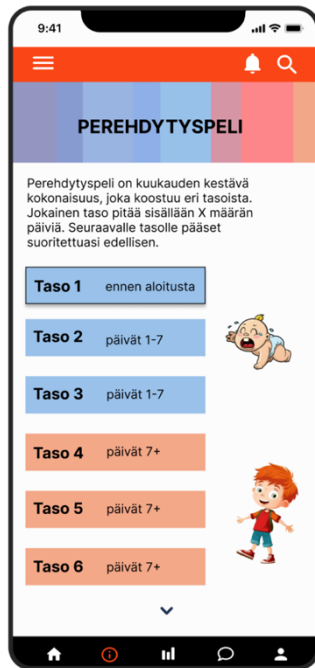 9:41
PEREHDYTYSPELI
Perehdytyspeli on kuukauden kestävä
kokonaisuus, joka koostuu eri tasoista.
Jokainen taso pitää sisällään X määrän
päiviä. Seuraavalle tasolle pääset
suoritettuasi edellisen.
Taso 1 ennen aloitusta
Taso 2 päivät 1-7
Taso 3 päivät 1-7
Taso 4 päivät 7+
Taso 5 päivät 7+
Taso 6 päivät 7+